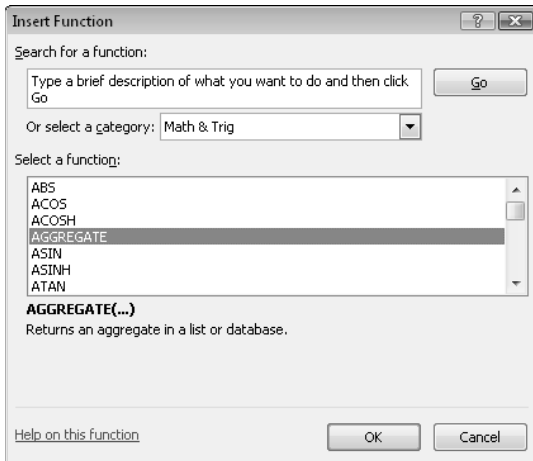 Insert Function
Search for a function:
Type a brief description of what you want to do and then click
Go
Go
Or select a category: Math & Trig
Select a function:
ABS
ACOS
ACOSH
AGGREGATE
ASIN
ASINH
ATAN
AGGREGATE(...)
Returns an aggregate in a list or database.
Help on this function
OK
Cancel